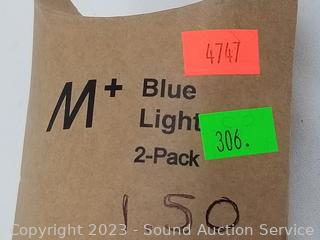 4747
M+ Blue
Light
306.
2-Pack
1 50
Copyright 2023 - Sound Auction Service